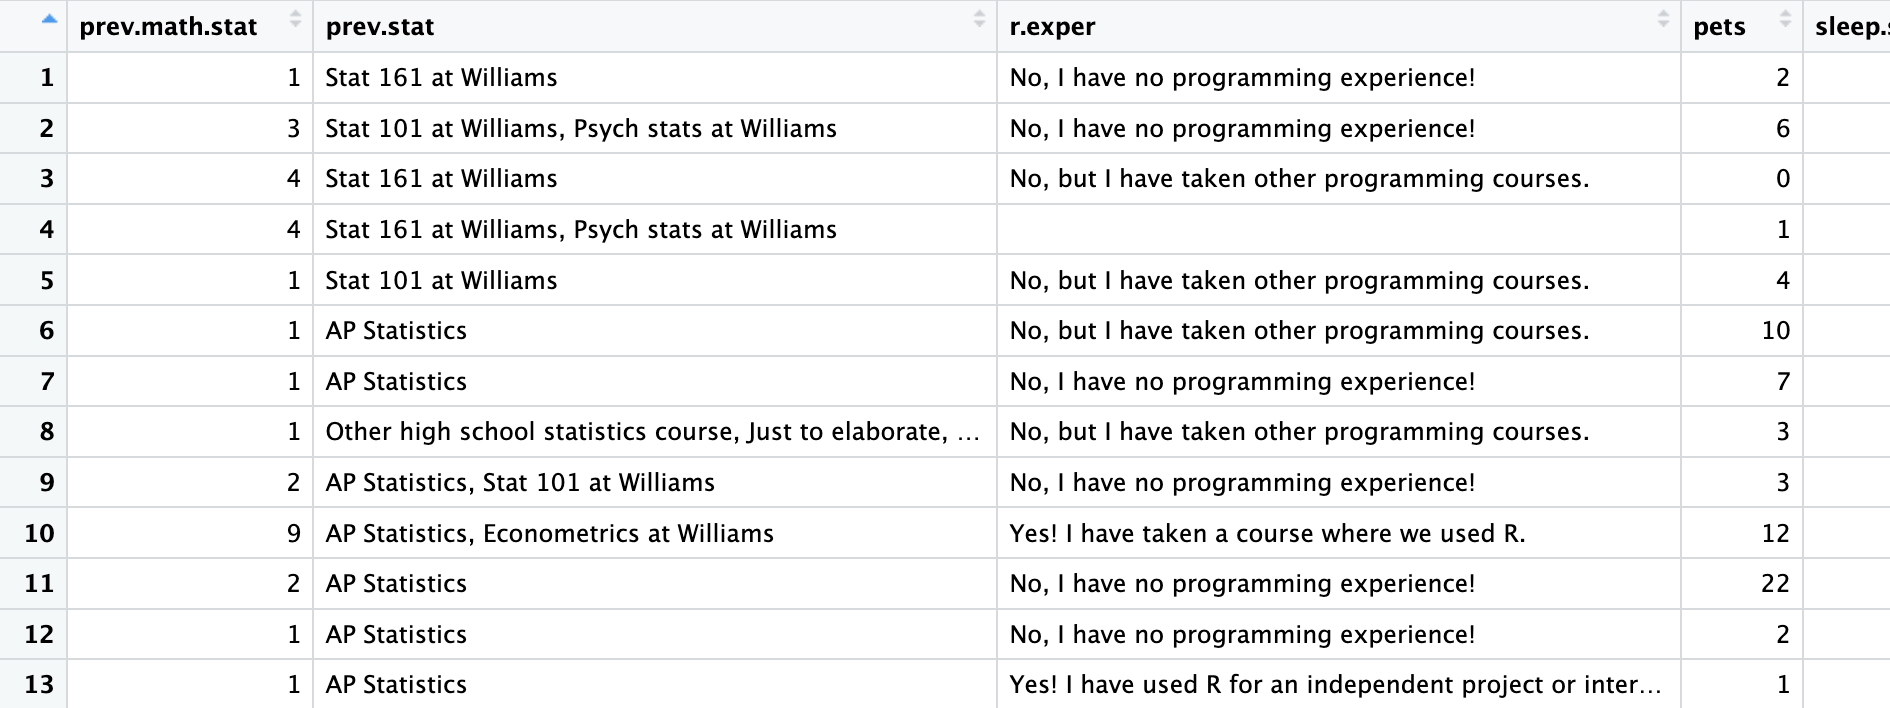 prev.math.stat prev.stat r.exper pets sleep.
1 1 Stat 161 at Williams No, I have no programming experience! 2
2 3 Stat 101 at Williams, Psych stats at Williams No, I have no programming experience! 6
3 4 Stat 161 at Williams No, but I have taken other programming courses. 0
4 4 Stat 161 at Williams, Psych stats at Williams 1
5 1 Stat 101 at Williams No, but I have taken other programming courses. 4
6 1 AP Statistics No, but I have taken other programming courses. 10
7 1 AP Statistics No, I have no programming experience! 7
8 1 Other high school statistics course, Just to elaborate, … No, but I have taken other programming courses. 3
9 2 AP Statistics, Stat 101 at Williams No, I have no programming experience! 3
10 9 AP Statistics, Econometrics at Williams Yes! I have taken a course where we used R. 12
11 2 AP Statistics No, I have no programming experience! 22
12 1 AP Statistics No, I have no programming experience! 2
13 1 AP Statistics Yes! I have used R for an independent project or inter… 1